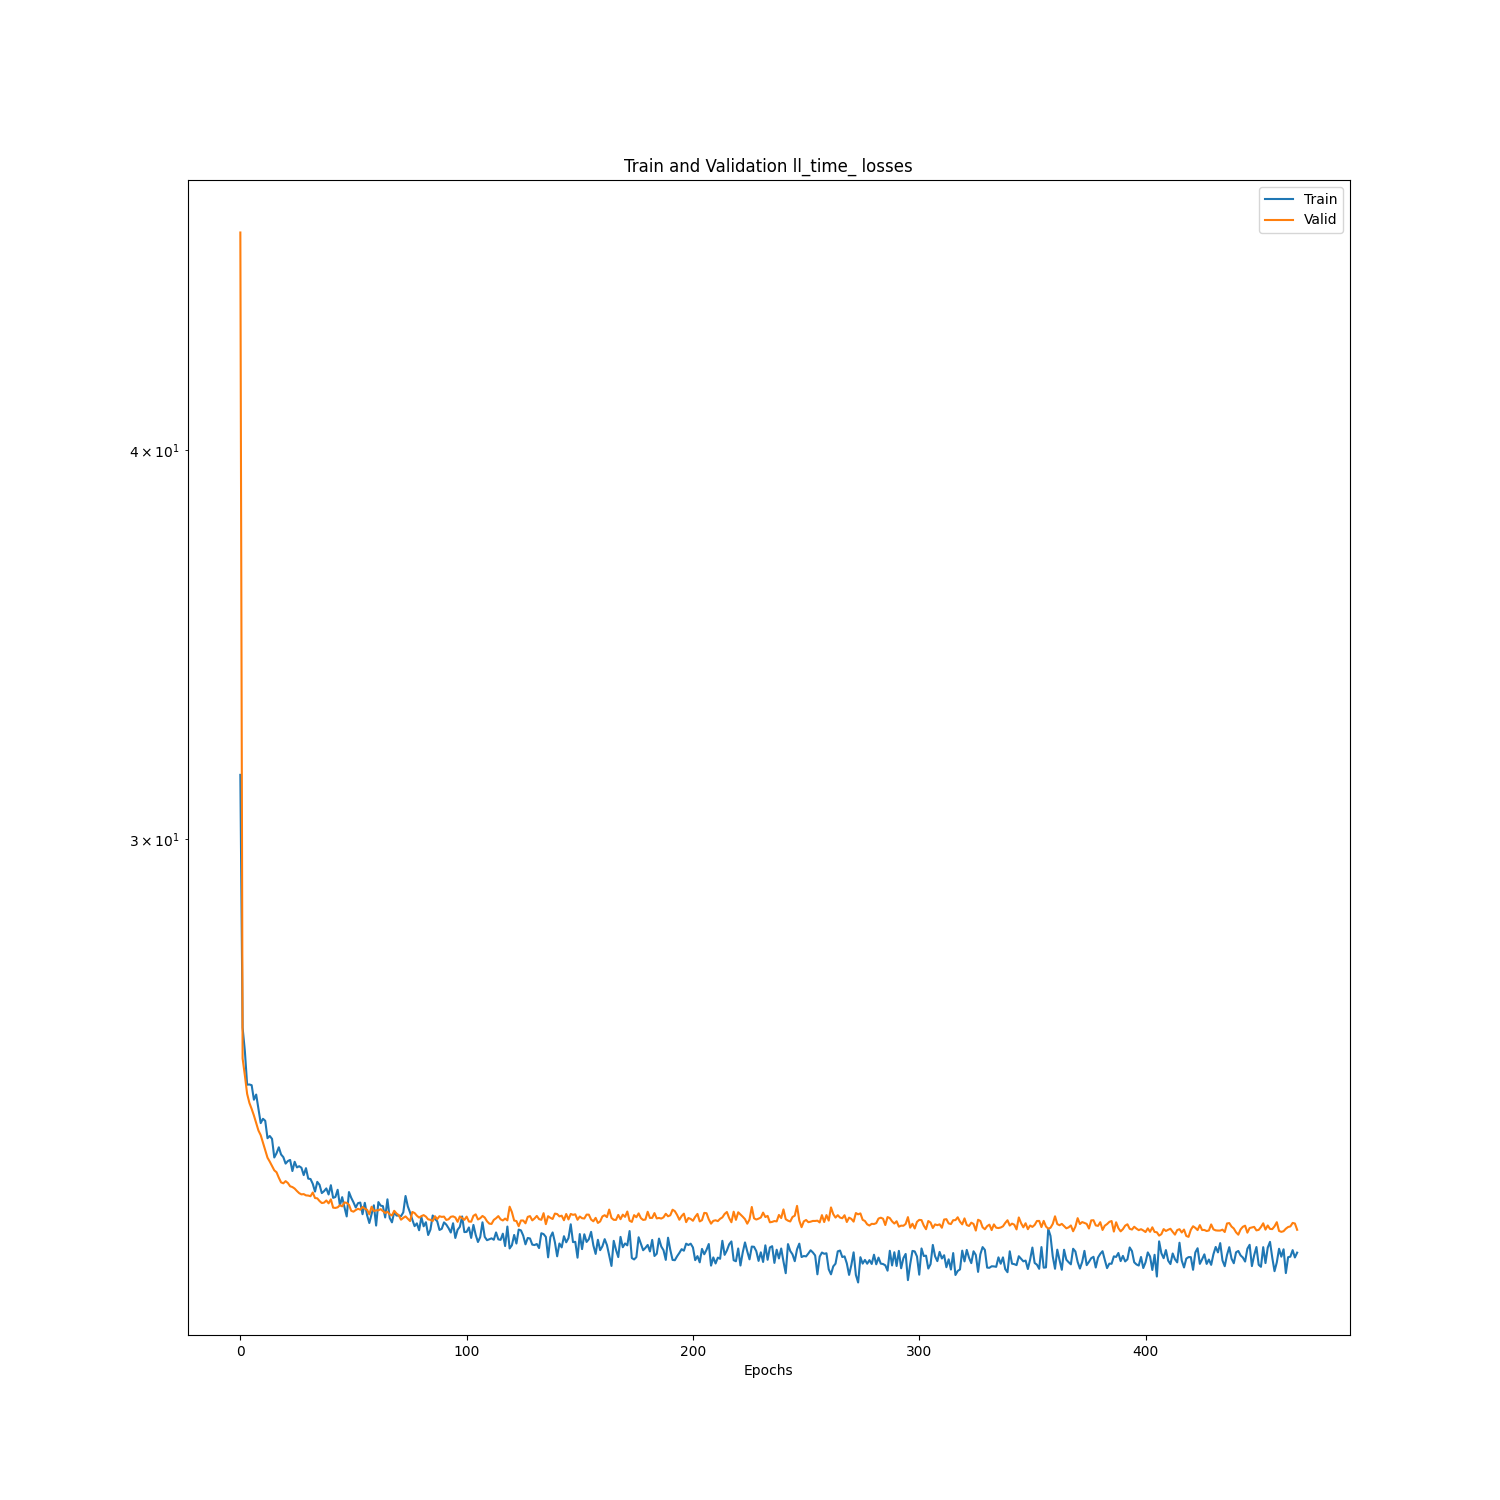 Train and Validation ll_time_ losses
Train
Valid
4 × 10¹
3 × 10¹
0 100 200 300 400
Epochs